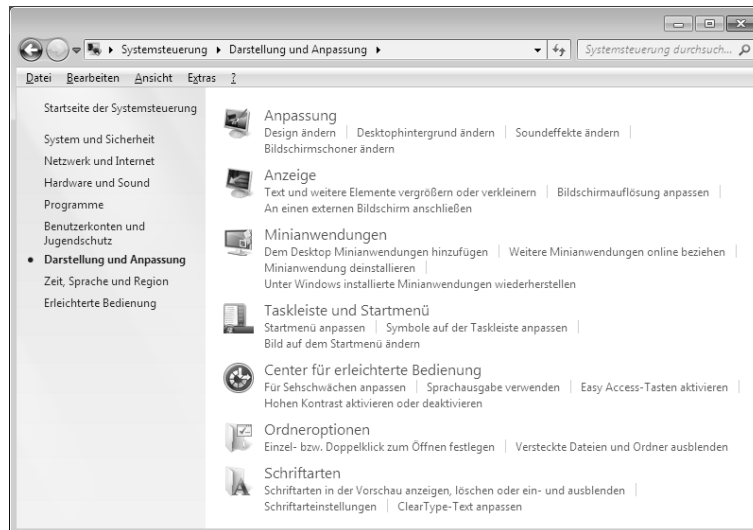 Systemsteuerung ▸ Darstellung und Anpassung ▸
Systemsteuerung durchsuch...
Datei Bearbeiten Ansicht Extras ?
Startseite der Systemsteuerung
System und Sicherheit
Netzwerk und Internet
Hardware und Sound
Programme
Benutzerkonten und
Jugendschutz
Darstellung und Anpassung
Zeit, Sprache und Region
Erleichterte Bedienung
Anpassung
Design ändern | Desktophintergrund ändern | Soundeffekte ändern |
Bildschirmschoner ändern
Anzeige
Text und weitere Elemente vergrößern oder verkleinern | Bildschirmauflösung anpassen |
An einen externen Bildschirm anschließen
Minianwendungen
Dem Desktop Minianwendungen hinzufügen | Weitere Minianwendungen online beziehen |
Minianwendung deinstallieren |
Unter Windows installierte Minianwendungen wiederherstellen
Taskleiste und Startmenü
Startmenü anpassen | Symbole auf der Taskleiste anpassen |
Bild auf dem Startmenü ändern
Center für erleichterte Bedienung
Für Sehschwächen anpassen | Sprachausgabe verwenden | Easy Access-Tasten aktivieren |
Hohen Kontrast aktivieren oder deaktivieren
Ordneroptionen
Einzel- bzw. Doppelklick zum Öffnen festlegen | Versteckte Dateien und Ordner ausblenden
Schriftarten
Schriftarten in der Vorschau anzeigen, löschen oder ein- und ausblenden |
Schriftarteinstellungen | ClearType-Text anpassen